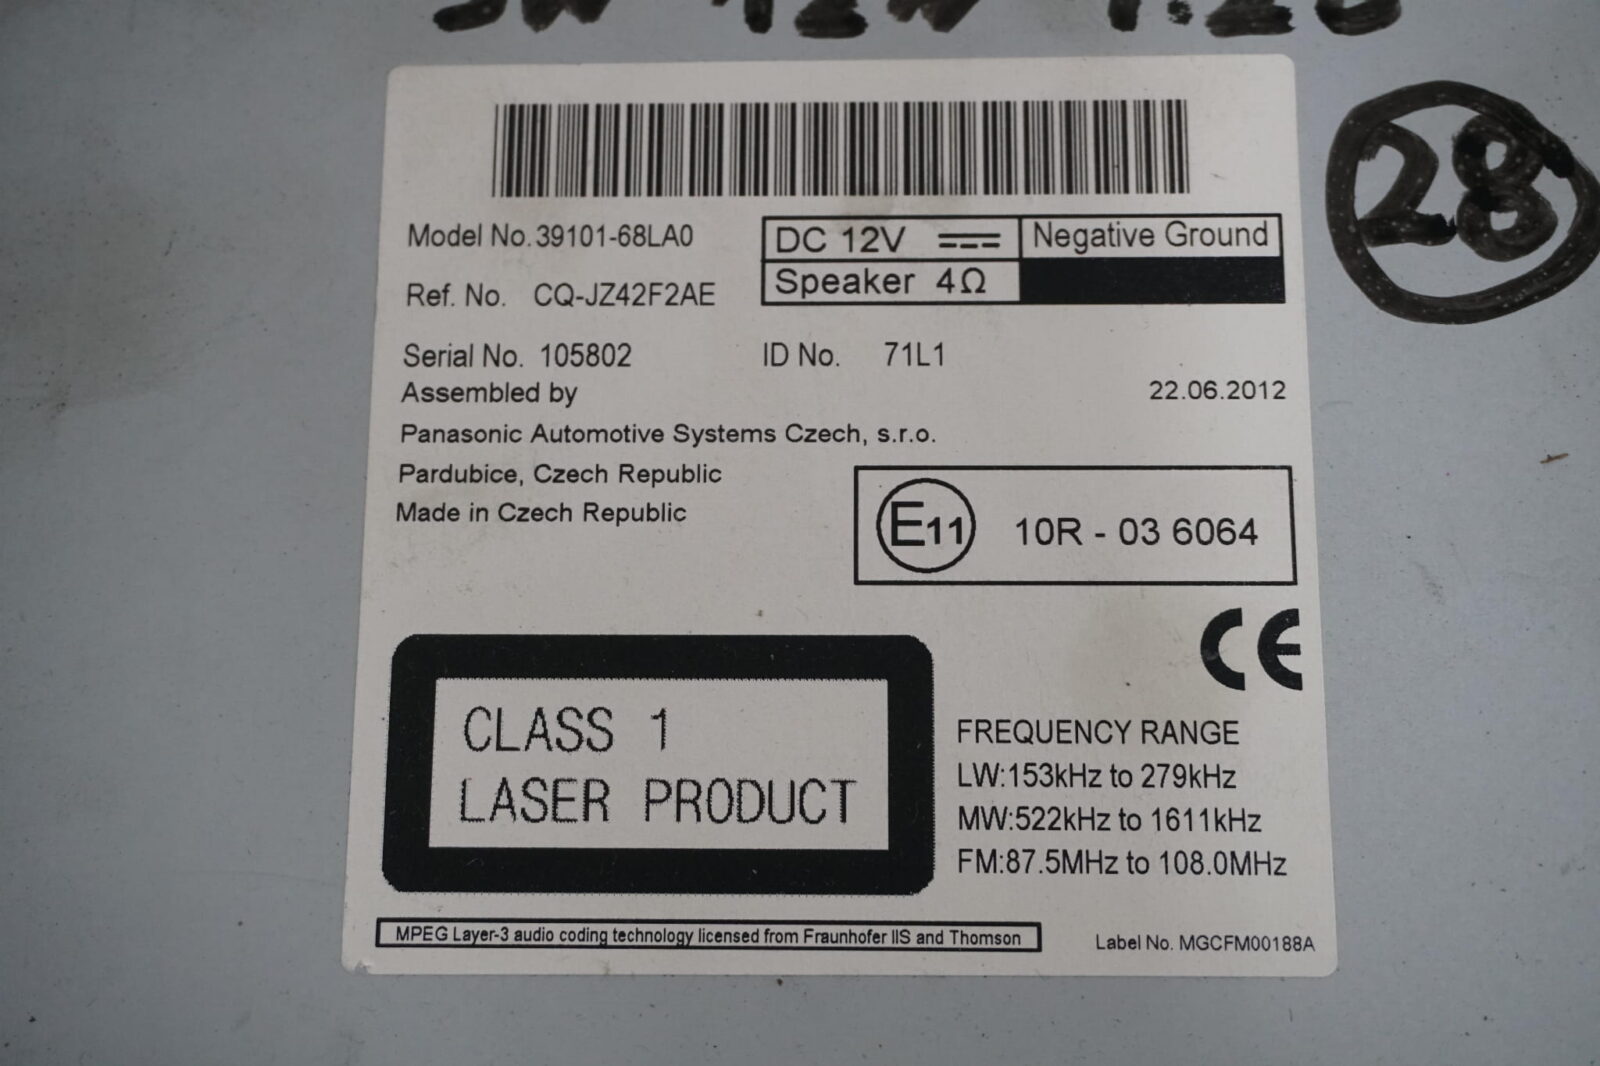 28
Model No. 39101-68LA0
DC 12V
Negative Ground
Ref. No. CQ-JZ42F2AE
Speaker 4Ω
Serial No. 105802 ID No. 71L1
Assembled by
22.06.2012
Panasonic Automotive Systems Czech, s.r.o.
Pardubice, Czech Republic
Made in Czech Republic
E11 10R - 03 6064
CE
CLASS 1
LASER PRODUCT
FREQUENCY RANGE
LW:153kHz to 279kHz
MW:522kHz to 1611kHz
FM:87.5MHz to 108.0MHz
MPEG Layer-3 audio coding technology licensed from Fraunhofer IIS and Thomson
Label No. MGCFM00188A